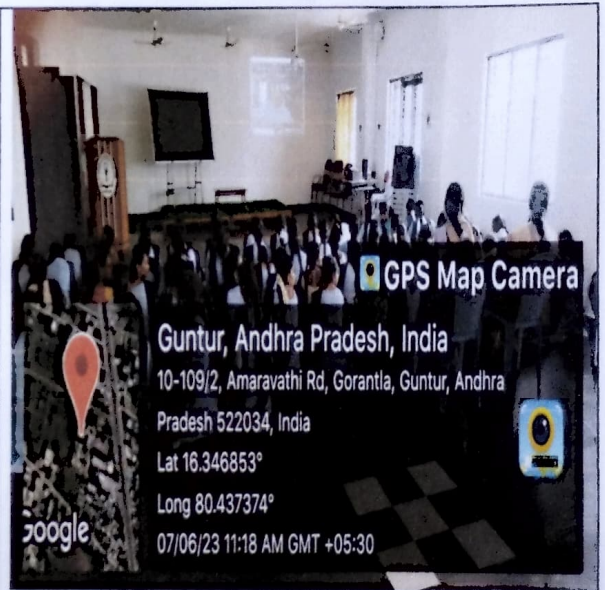 GPS Map Camera
Guntur, Andhra Pradesh, India
10-109/2, Amaravathi Rd, Gorantla, Guntur, Andhra
Pradesh 522034, India
Lat 16.346853°
Long 80.437374°
07/06/23 11:18 AM GMT +05:30
Google